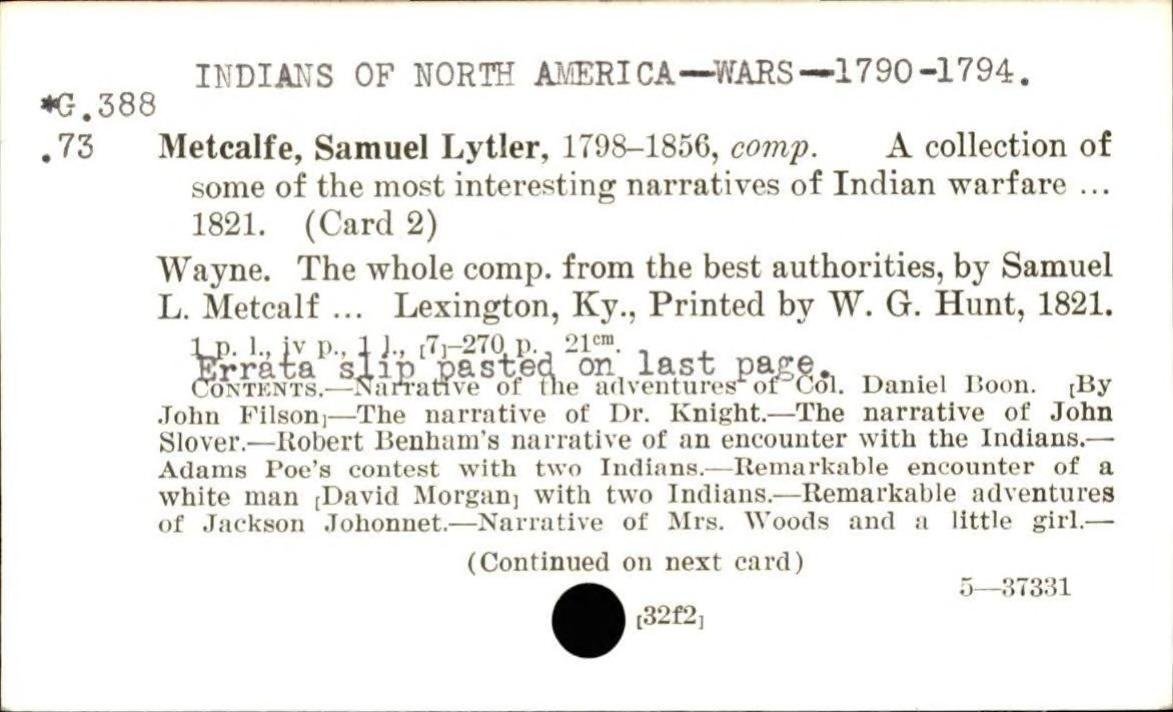 INDIANS OF NORTH AMERICA—WARS—1790-1794.
*G.388
.73 Metcalfe, Samuel Lytler, 1798–1856, comp. A collection of
some of the most interesting narratives of Indian warfare ...
1821. (Card 2)
Wayne. The whole comp. from the best authorities, by Samuel
L. Metcalf ... Lexington, Ky., Printed by W. G. Hunt, 1821.
1 p. l., iv p., 1 l., [7]–270 p. 21cm.
Errata slip pasted on last page.
CONTENTS.—Narrative of the adventures of Col. Daniel Boon. [By
John Filson]—The narrative of Dr. Knight.—The narrative of John
Slover.—Robert Benham's narrative of an encounter with the Indians.—
Adams Poe's contest with two Indians.—Remarkable encounter of a
white man [David Morgan] with two Indians.—Remarkable adventures
of Jackson Johonnet.—Narrative of Mrs. Woods and a little girl.—
(Continued on next card)
5—37331
[32f2]